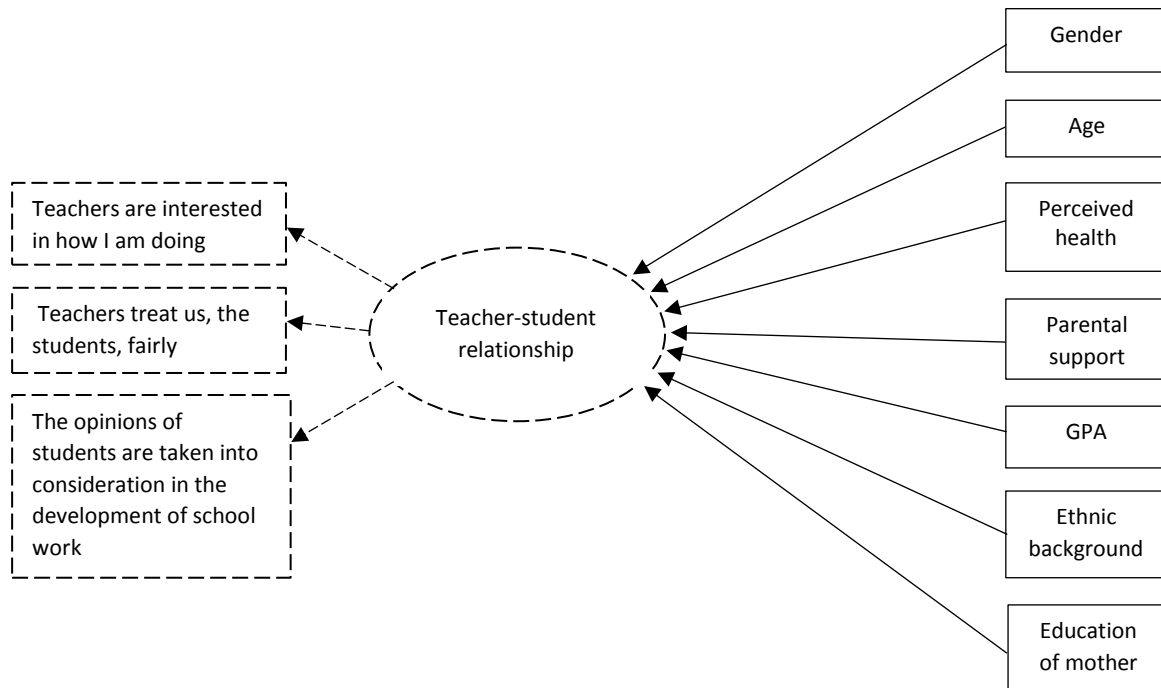 Teachers are interested
in how I am doing
Teachers treat us, the
students, fairly
The opinions of
students are taken into
consideration in the
development of school
work
Teacher-student
relationship
Gender
Age
Perceived
health
Parental
support
GPA
Ethnic
background
Education
of mother